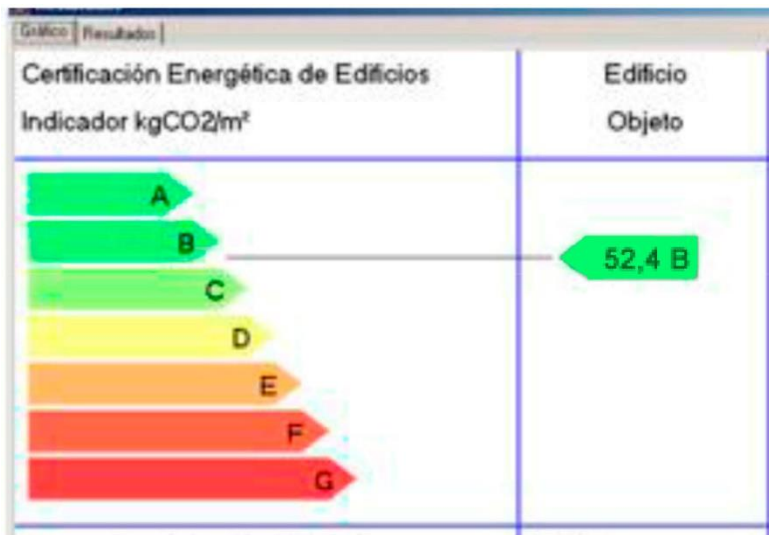 Gráfico Resultados
Certificación Energética de Edificios
Indicador kgCO2/m²
Edificio
Objeto
A
B
52,4 B
C
D
E
F
G